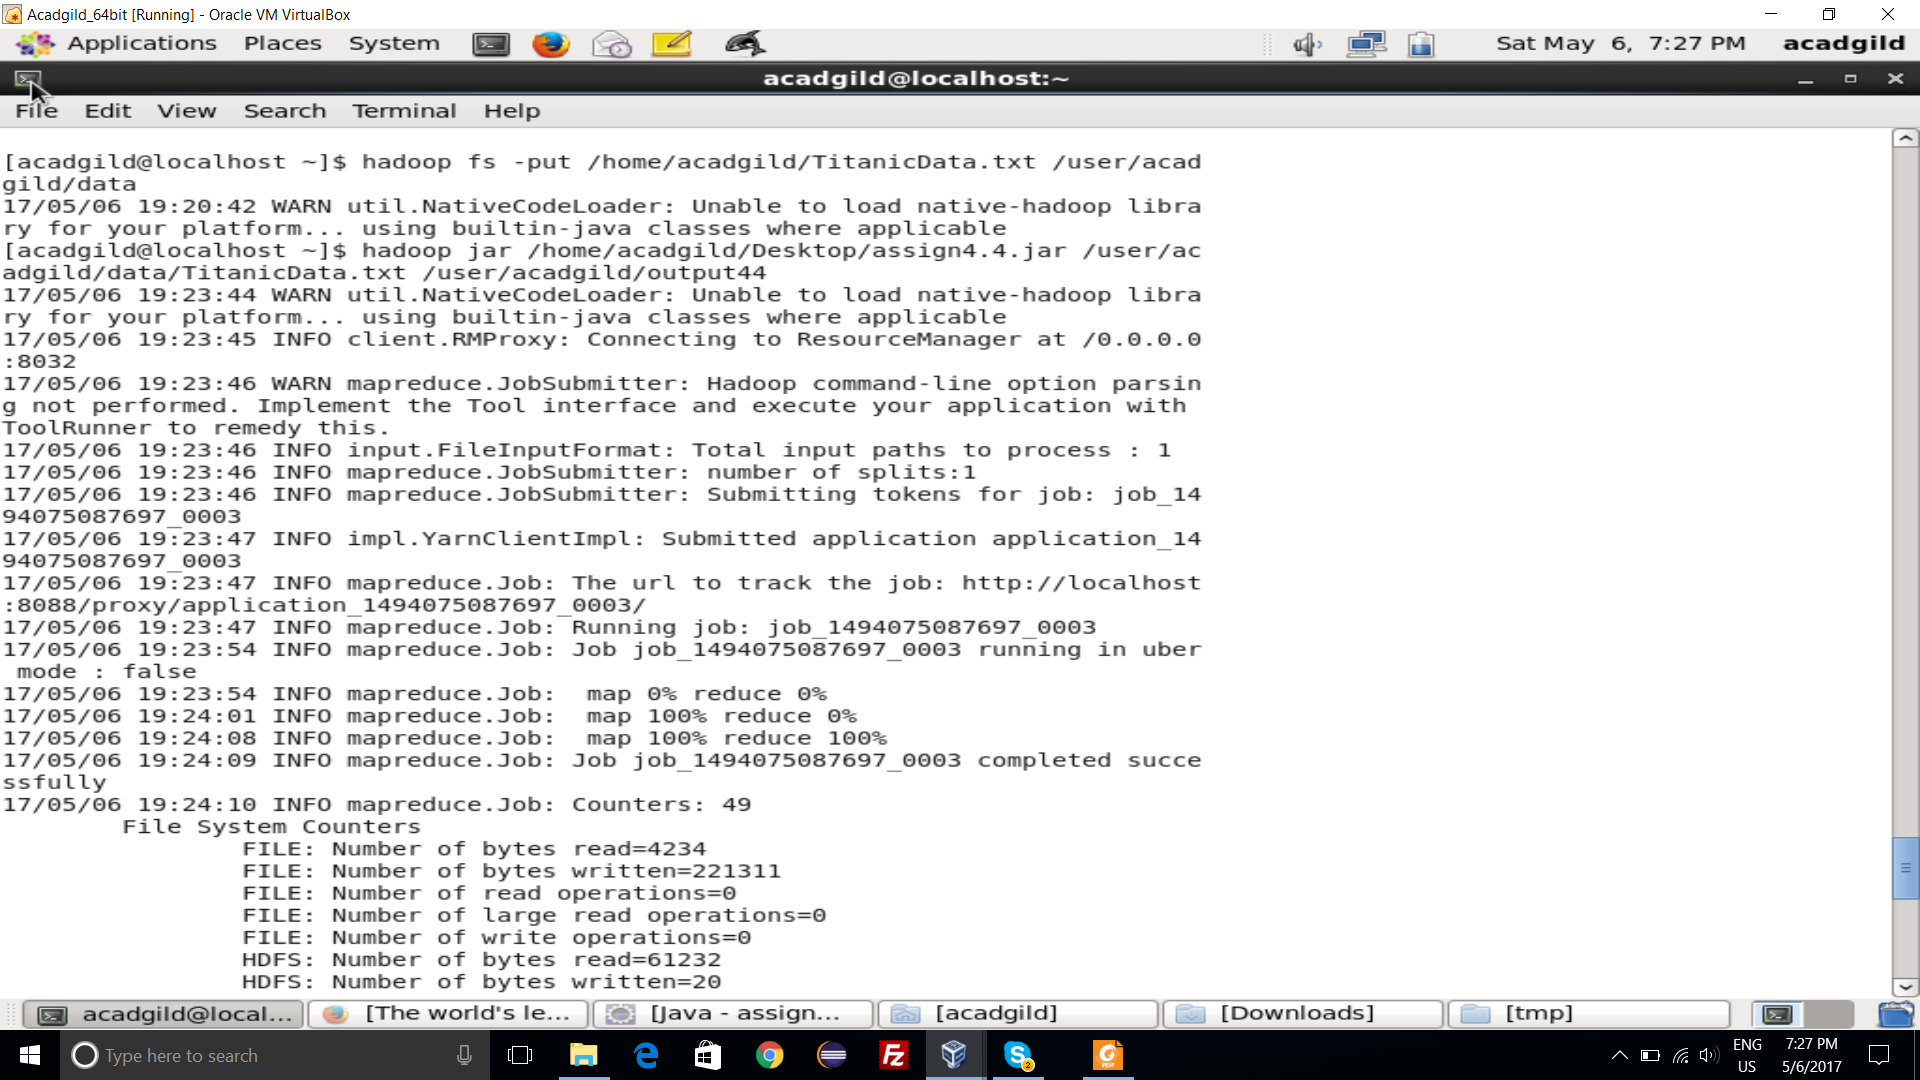 Acadgild_64bit [Running] - Oracle VM VirtualBox
Applications Places System Sat May 6, 7:27 PM acadgild
acadgild@localhost:~
File Edit View Search Terminal Help
[acadgild@localhost ~]$ hadoop fs -put /home/acadgild/TitanicData.txt /user/acad
gild/data
17/05/06 19:20:42 WARN util.NativeCodeLoader: Unable to load native-hadoop libra
ry for your platform... using builtin-java classes where applicable
[acadgild@localhost ~]$ hadoop jar /home/acadgild/Desktop/assign4.4.jar /user/ac
adgild/data/TitanicData.txt /user/acadgild/output44
17/05/06 19:23:44 WARN util.NativeCodeLoader: Unable to load native-hadoop libra
ry for your platform... using builtin-java classes where applicable
17/05/06 19:23:45 INFO client.RMProxy: Connecting to ResourceManager at /0.0.0.0
:8032
17/05/06 19:23:46 WARN mapreduce.JobSubmitter: Hadoop command-line option parsin
g not performed. Implement the Tool interface and execute your application with
ToolRunner to remedy this.
17/05/06 19:23:46 INFO input.FileInputFormat: Total input paths to process : 1
17/05/06 19:23:46 INFO mapreduce.JobSubmitter: number of splits:1
17/05/06 19:23:46 INFO mapreduce.JobSubmitter: Submitting tokens for job: job_14
94075087697_0003
17/05/06 19:23:47 INFO impl.YarnClientImpl: Submitted application application_14
94075087697_0003
17/05/06 19:23:47 INFO mapreduce.Job: The url to track the job: http://localhost
:8088/proxy/application_1494075087697_0003/
17/05/06 19:23:47 INFO mapreduce.Job: Running job: job_1494075087697_0003
17/05/06 19:23:54 INFO mapreduce.Job: Job job_1494075087697_0003 running in uber
 mode : false
17/05/06 19:23:54 INFO mapreduce.Job:  map 0% reduce 0%
17/05/06 19:24:01 INFO mapreduce.Job:  map 100% reduce 0%
17/05/06 19:24:08 INFO mapreduce.Job:  map 100% reduce 100%
17/05/06 19:24:09 INFO mapreduce.Job: Job job_1494075087697_0003 completed succe
ssfully
17/05/06 19:24:10 INFO mapreduce.Job: Counters: 49
File System Counters
FILE: Number of bytes read=4234
FILE: Number of bytes written=221311
FILE: Number of read operations=0
FILE: Number of large read operations=0
FILE: Number of write operations=0
HDFS: Number of bytes read=61232
HDFS: Number of bytes written=20
acadgild@local... [The world's le... [Java - assign... [acadgild] [Downloads] [tmp]
Type here to search Fz 2 PDF ENG 7:27 PM
US 5/6/2017